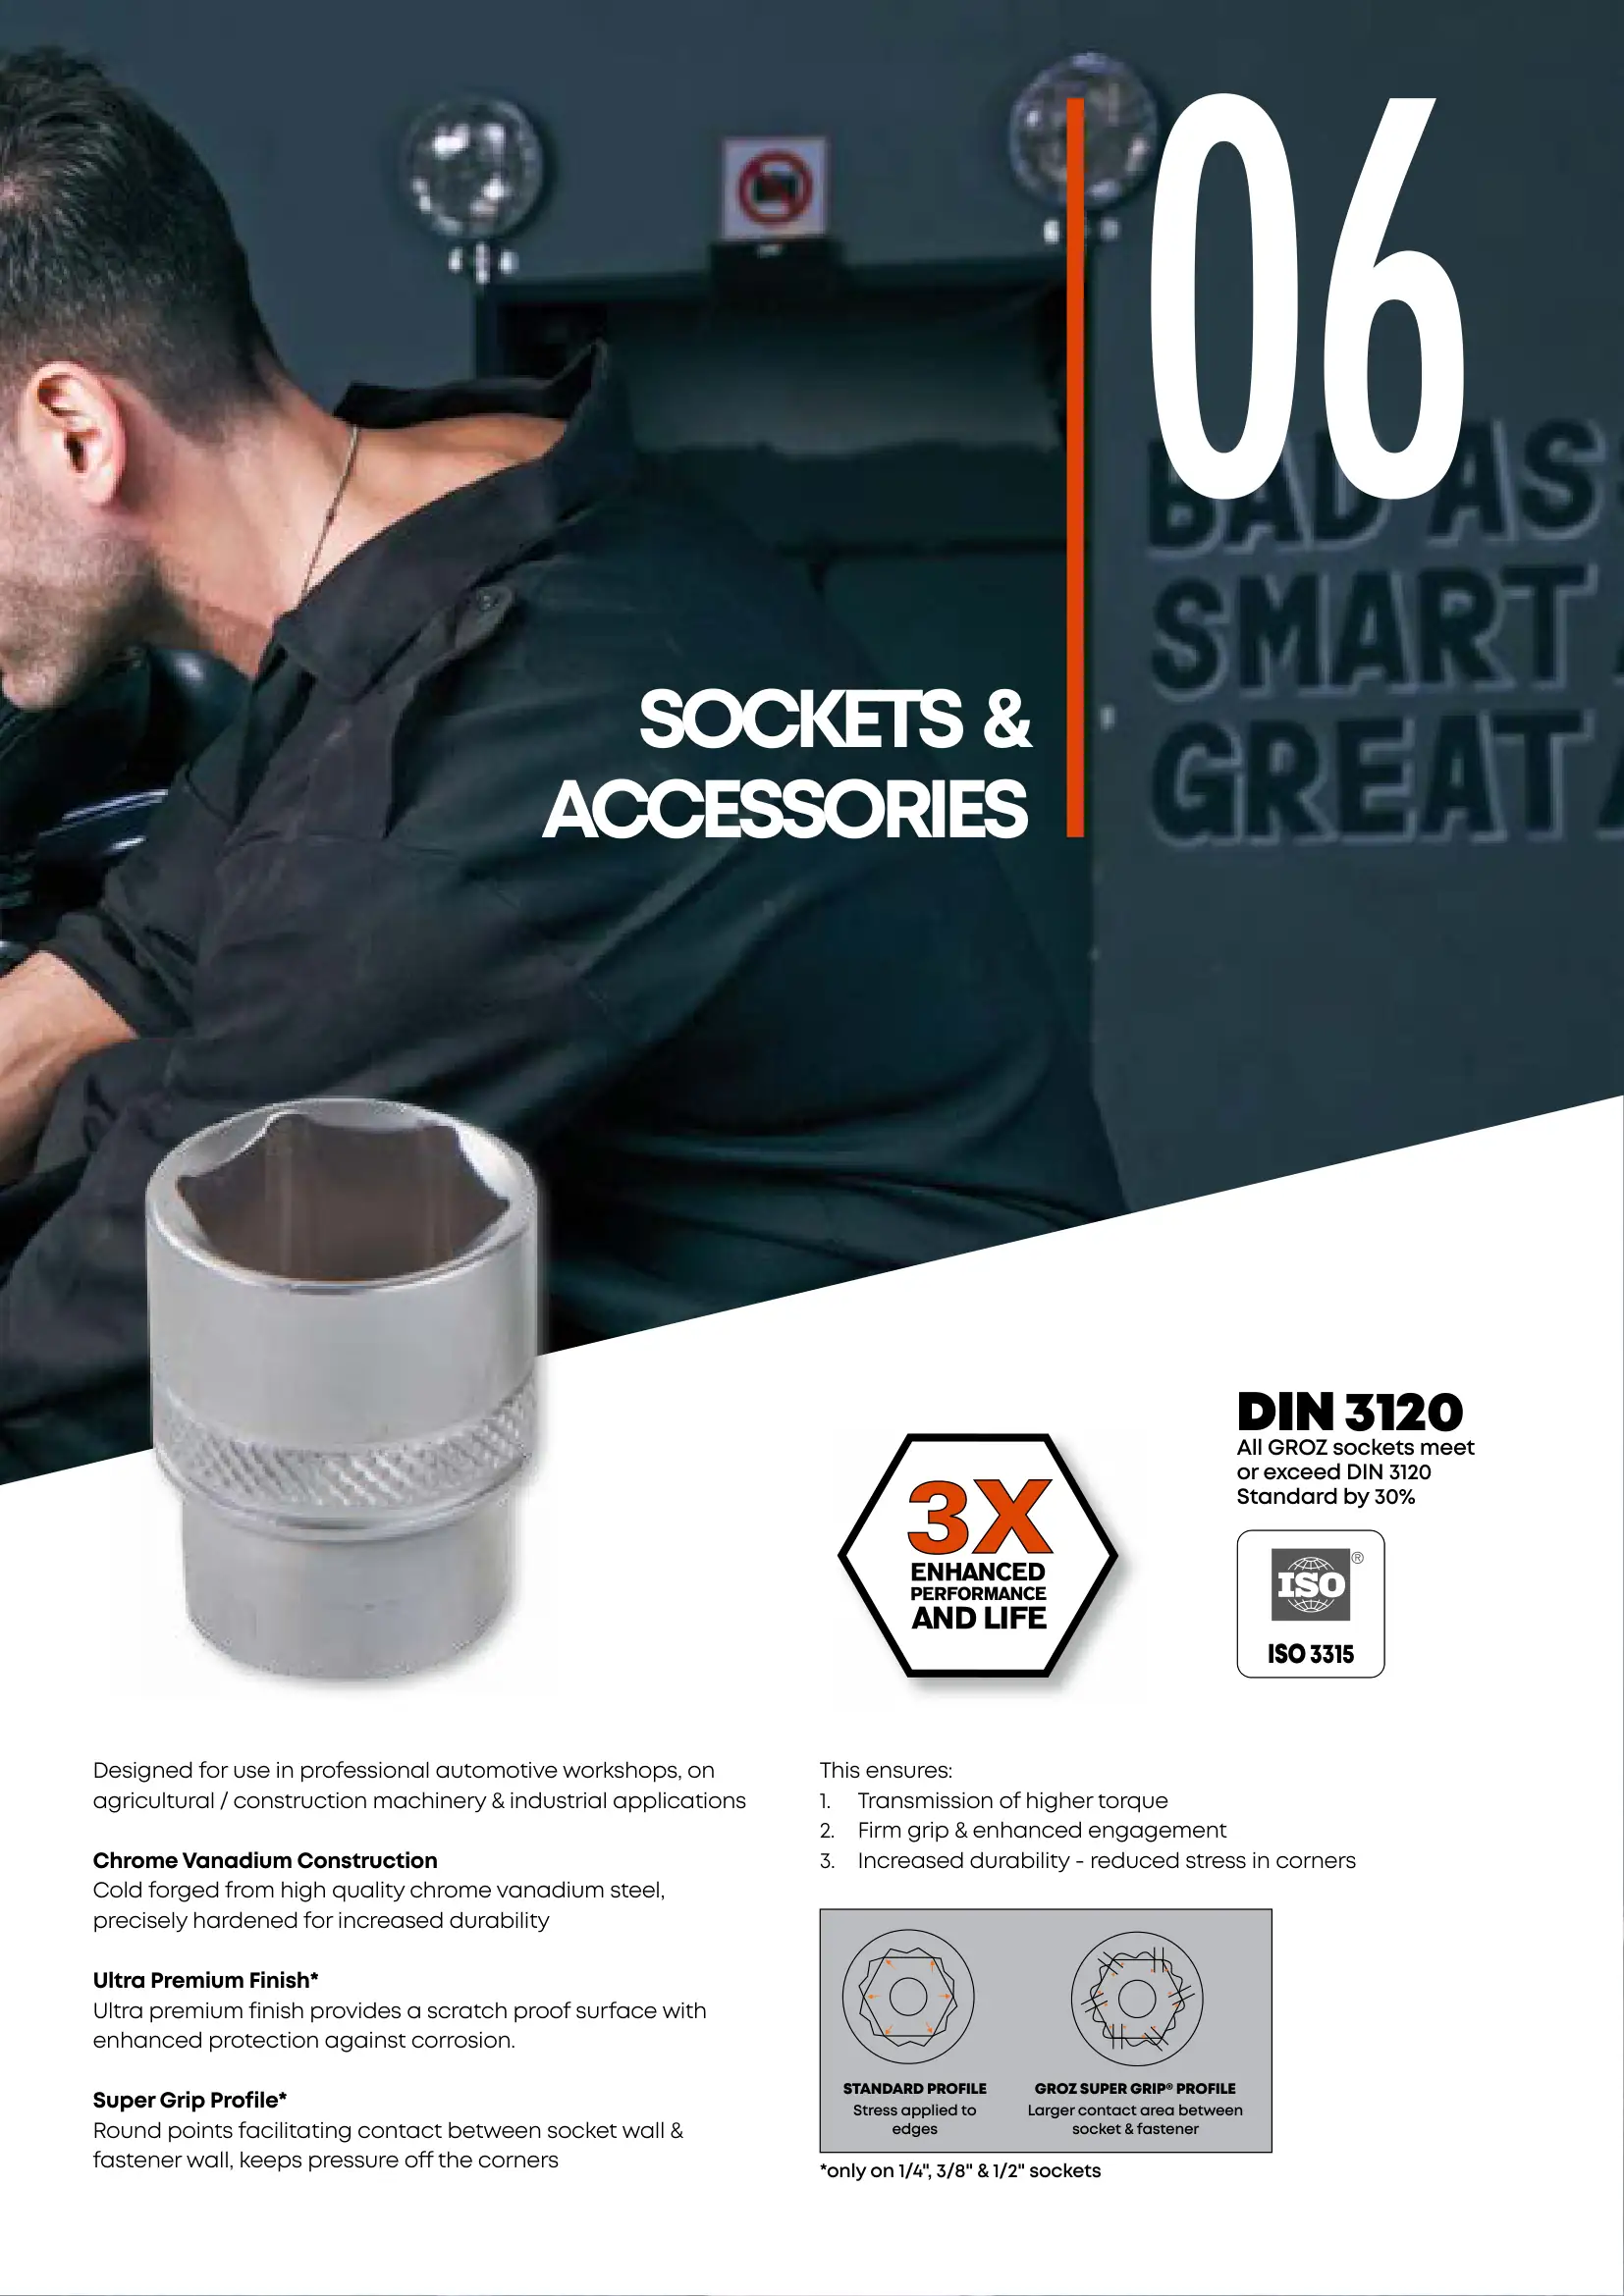 06
BAD AS
SMART
GREAT
SOCKETS &
ACCESSORIES
DIN 3120
All GROZ sockets meet
or exceed DIN 3120
Standard by 30%
3X
ENHANCED
PERFORMANCE
AND LIFE
ISO ®
ISO 3315
Designed for use in professional automotive workshops, on
agricultural / construction machinery & industrial applications
Chrome Vanadium Construction
Cold forged from high quality chrome vanadium steel,
precisely hardened for increased durability
Ultra Premium Finish*
Ultra premium finish provides a scratch proof surface with
enhanced protection against corrosion.
Super Grip Profile*
Round points facilitating contact between socket wall &
fastener wall, keeps pressure off the corners
This ensures:
1. Transmission of higher torque
2. Firm grip & enhanced engagement
3. Increased durability - reduced stress in corners
STANDARD PROFILE
Stress applied to
edges
GROZ SUPER GRIP® PROFILE
Larger contact area between
socket & fastener
*only on 1/4", 3/8" & 1/2" sockets